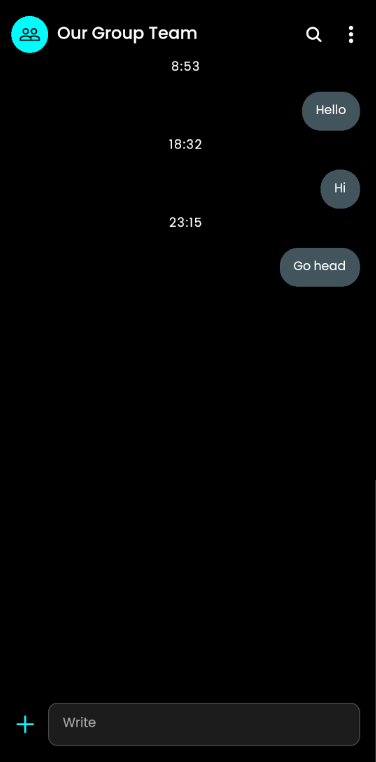 Our Group Team
8:53
Hello
18:32
Hi
23:15
Go head
Write